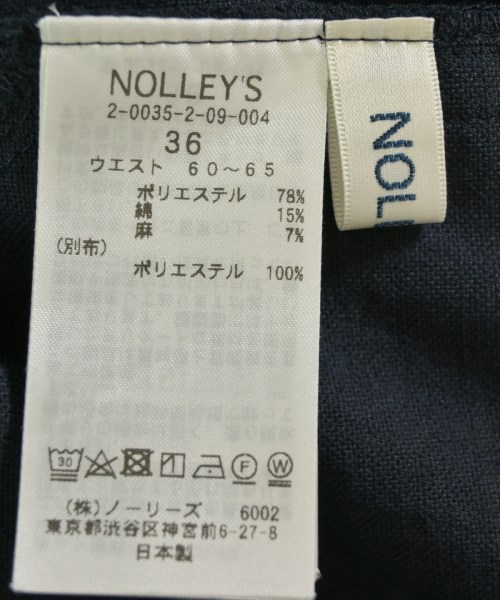 NOLLEY'S
2-0035-2-09-004
36
ウエスト 60～65
ポリエステル 78%
綿 15%
麻 7%
(別布)
ポリエステル 100%
30
F
W
(株)ノーリーズ 6002
東京都渋谷区神宮前6-27-8
日本製
NOL